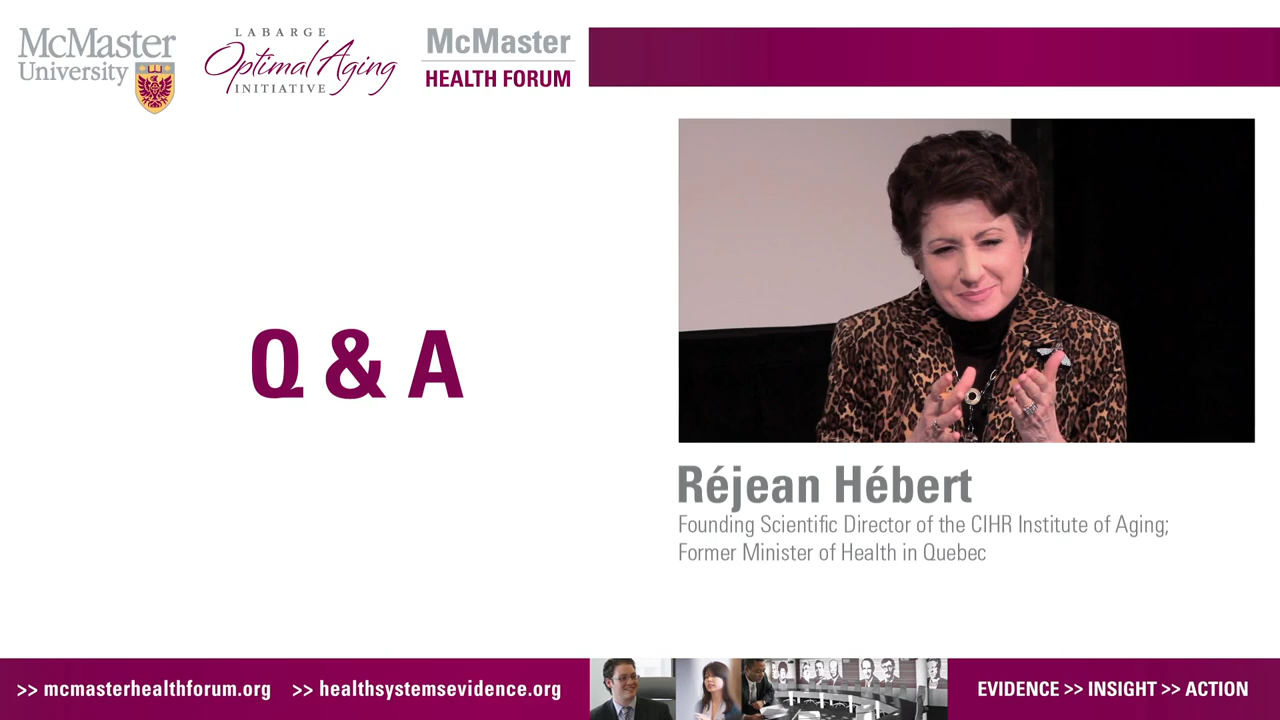 McMaster
University
LABARGE
Optimal Aging
INITIATIVE
McMaster
HEALTH FORUM
Q & A
Réjean Hébert
Founding Scientific Director of the CIHR Institute of Aging;
Former Minister of Health in Quebec
>> mcmasterhealthforum.org >> healthsystemsevidence.org
EVIDENCE >> INSIGHT >> ACTION